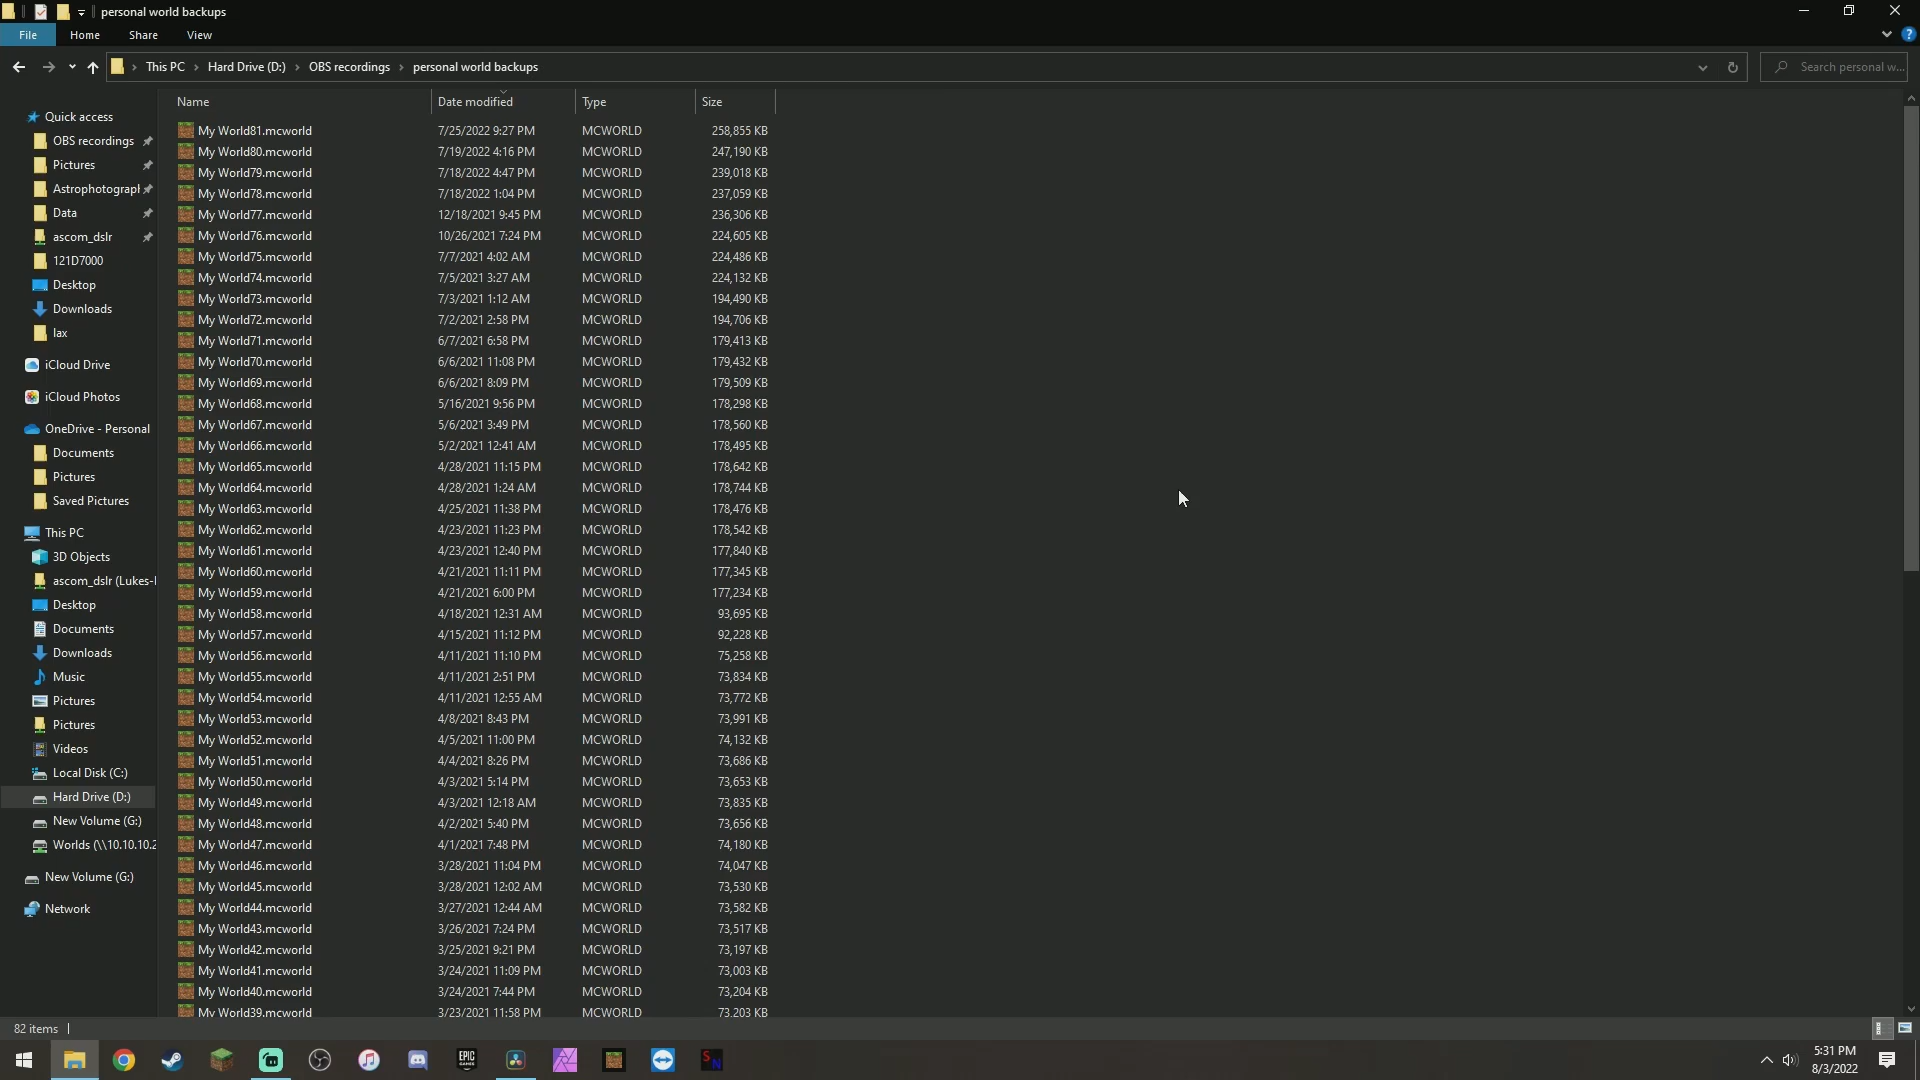 personal world backups
File Home Share View
This PC > Hard Drive (D:) > OBS recordings > personal world backups
Search personal w...
Name Date modified Type Size
Quick access
OBS recordings
Pictures
Astrophotograpl
Data
ascom_dslr
121D7000
Desktop
Downloads
lax
iCloud Drive
iCloud Photos
OneDrive - Personal
Documents
Pictures
Saved Pictures
This PC
3D Objects
ascom_dslr (Lukes-
Desktop
Documents
Downloads
Music
Pictures
Pictures
Videos
Local Disk (C:)
Hard Drive (D:)
New Volume (G:)
Worlds (\\10.10.10.2
New Volume (G:)
Network
My World81.mcworld 7/25/2022 9:27 PM MCWORLD 258,855 KB
My World80.mcworld 7/19/2022 4:16 PM MCWORLD 247,190 KB
My World79.mcworld 7/18/2022 4:47 PM MCWORLD 239,018 KB
My World78.mcworld 7/18/2022 1:04 PM MCWORLD 237,059 KB
My World77.mcworld 12/18/2021 9:45 PM MCWORLD 236,306 KB
My World76.mcworld 10/26/2021 7:24 PM MCWORLD 224,605 KB
My World75.mcworld 7/7/2021 4:02 AM MCWORLD 224,486 KB
My World74.mcworld 7/5/2021 3:27 AM MCWORLD 224,132 KB
My World73.mcworld 7/3/2021 1:12 AM MCWORLD 194,490 KB
My World72.mcworld 7/2/2021 2:58 PM MCWORLD 194,706 KB
My World71.mcworld 6/7/2021 6:58 PM MCWORLD 179,413 KB
My World70.mcworld 6/6/2021 11:08 PM MCWORLD 179,432 KB
My World69.mcworld 6/6/2021 8:09 PM MCWORLD 179,509 KB
My World68.mcworld 5/16/2021 9:56 PM MCWORLD 178,298 KB
My World67.mcworld 5/6/2021 3:49 PM MCWORLD 178,560 KB
My World66.mcworld 5/2/2021 12:41 AM MCWORLD 178,495 KB
My World65.mcworld 4/28/2021 11:15 PM MCWORLD 178,642 KB
My World64.mcworld 4/28/2021 1:24 AM MCWORLD 178,744 KB
My World63.mcworld 4/25/2021 11:38 PM MCWORLD 178,476 KB
My World62.mcworld 4/23/2021 11:23 PM MCWORLD 178,542 KB
My World61.mcworld 4/23/2021 12:40 PM MCWORLD 177,840 KB
My World60.mcworld 4/21/2021 11:11 PM MCWORLD 177,345 KB
My World59.mcworld 4/21/2021 6:00 PM MCWORLD 177,234 KB
My World58.mcworld 4/18/2021 12:31 AM MCWORLD 93,695 KB
My World57.mcworld 4/15/2021 11:12 PM MCWORLD 92,228 KB
My World56.mcworld 4/11/2021 11:10 PM MCWORLD 75,258 KB
My World55.mcworld 4/11/2021 2:51 PM MCWORLD 73,834 KB
My World54.mcworld 4/11/2021 12:55 AM MCWORLD 73,772 KB
My World53.mcworld 4/8/2021 8:43 PM MCWORLD 73,991 KB
My World52.mcworld 4/5/2021 11:00 PM MCWORLD 74,132 KB
My World51.mcworld 4/4/2021 8:26 PM MCWORLD 73,686 KB
My World50.mcworld 4/3/2021 5:14 PM MCWORLD 73,653 KB
My World49.mcworld 4/3/2021 12:18 AM MCWORLD 73,835 KB
My World48.mcworld 4/2/2021 5:40 PM MCWORLD 73,656 KB
My World47.mcworld 4/1/2021 7:48 PM MCWORLD 74,180 KB
My World46.mcworld 3/28/2021 11:04 PM MCWORLD 74,047 KB
My World45.mcworld 3/28/2021 12:02 AM MCWORLD 73,530 KB
My World44.mcworld 3/27/2021 12:44 AM MCWORLD 73,582 KB
My World43.mcworld 3/26/2021 7:24 PM MCWORLD 73,517 KB
My World42.mcworld 3/25/2021 9:21 PM MCWORLD 73,197 KB
My World41.mcworld 3/24/2021 11:09 PM MCWORLD 73,003 KB
My World40.mcworld 3/24/2021 7:44 PM MCWORLD 73,204 KB
My World39.mcworld 3/23/2021 11:58 PM MCWORLD 73,203 KB
82 items
EPIC GAMES
S N
5:31 PM
8/3/2022